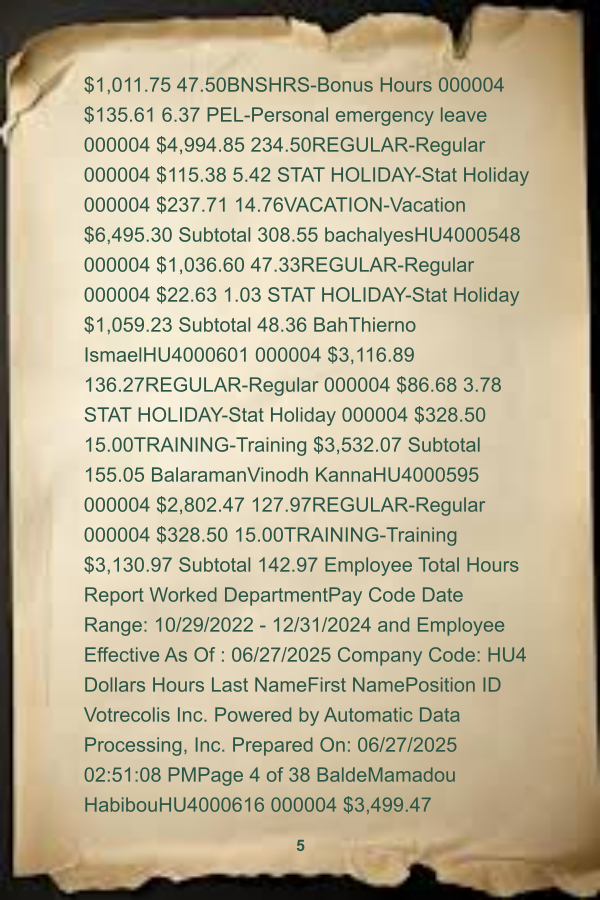 $1,011.75 47.50BNSHRS-Bonus Hours 000004
$135.61 6.37 PEL-Personal emergency leave
000004 $4,994.85 234.50REGULAR-Regular
000004 $115.38 5.42 STAT HOLIDAY-Stat Holiday
000004 $237.71 14.76VACATION-Vacation
$6,495.30 Subtotal 308.55 bachalyesHU4000548
000004 $1,036.60 47.33REGULAR-Regular
000004 $22.63 1.03 STAT HOLIDAY-Stat Holiday
$1,059.23 Subtotal 48.36 BahThierno
IsmaelHU4000601 000004 $3,116.89
136.27REGULAR-Regular 000004 $86.68 3.78
STAT HOLIDAY-Stat Holiday 000004 $328.50
15.00TRAINING-Training $3,532.07 Subtotal
155.05 BalaramanVinodh KannaHU4000595
000004 $2,802.47 127.97REGULAR-Regular
000004 $328.50 15.00TRAINING-Training
$3,130.97 Subtotal 142.97 Employee Total Hours
Report Worked DepartmentPay Code Date
Range: 10/29/2022 - 12/31/2024 and Employee
Effective As Of : 06/27/2025 Company Code: HU4
Dollars Hours Last NameFirst NamePosition ID
Votrecolis Inc. Powered by Automatic Data
Processing, Inc. Prepared On: 06/27/2025
02:51:08 PMPage 4 of 38 BaldeMamadou
HabibouHU4000616 000004 $3,499.47
5